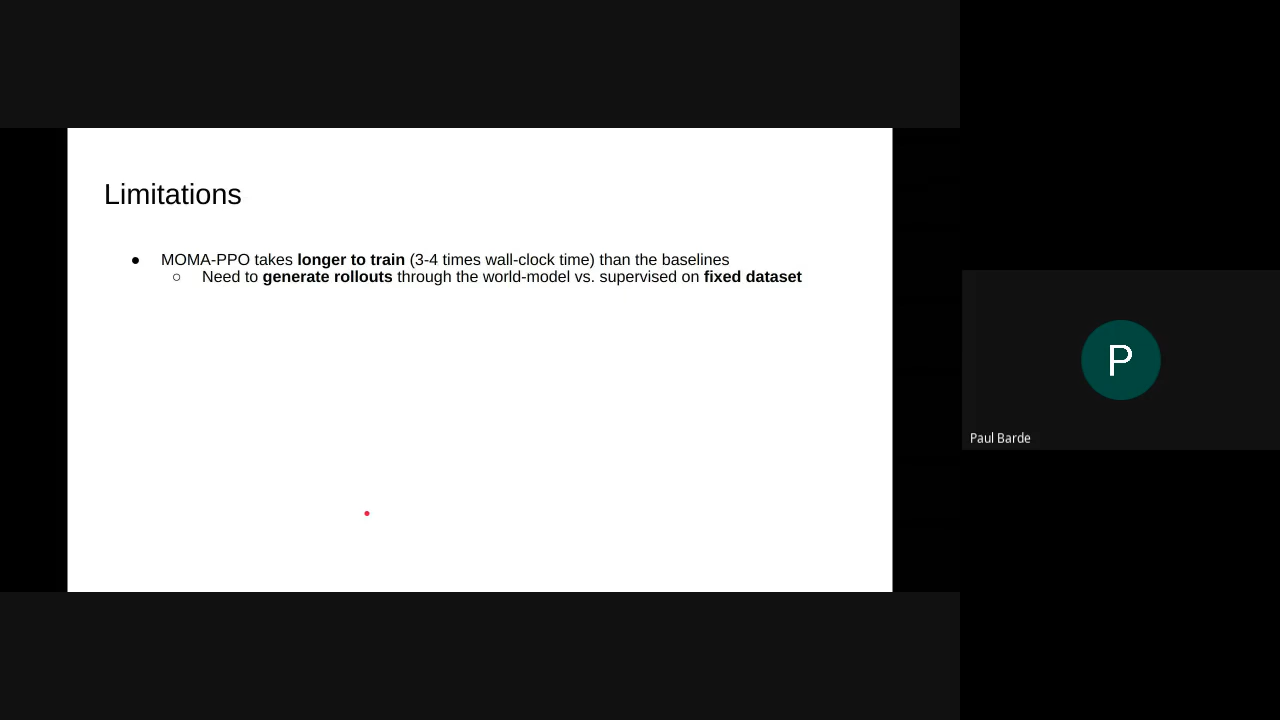 Limitations
● MOMA-PPO takes longer to train (3-4 times wall-clock time) than the baselines
○ Need to generate rollouts through the world-model vs. supervised on fixed dataset
P
Paul Barde